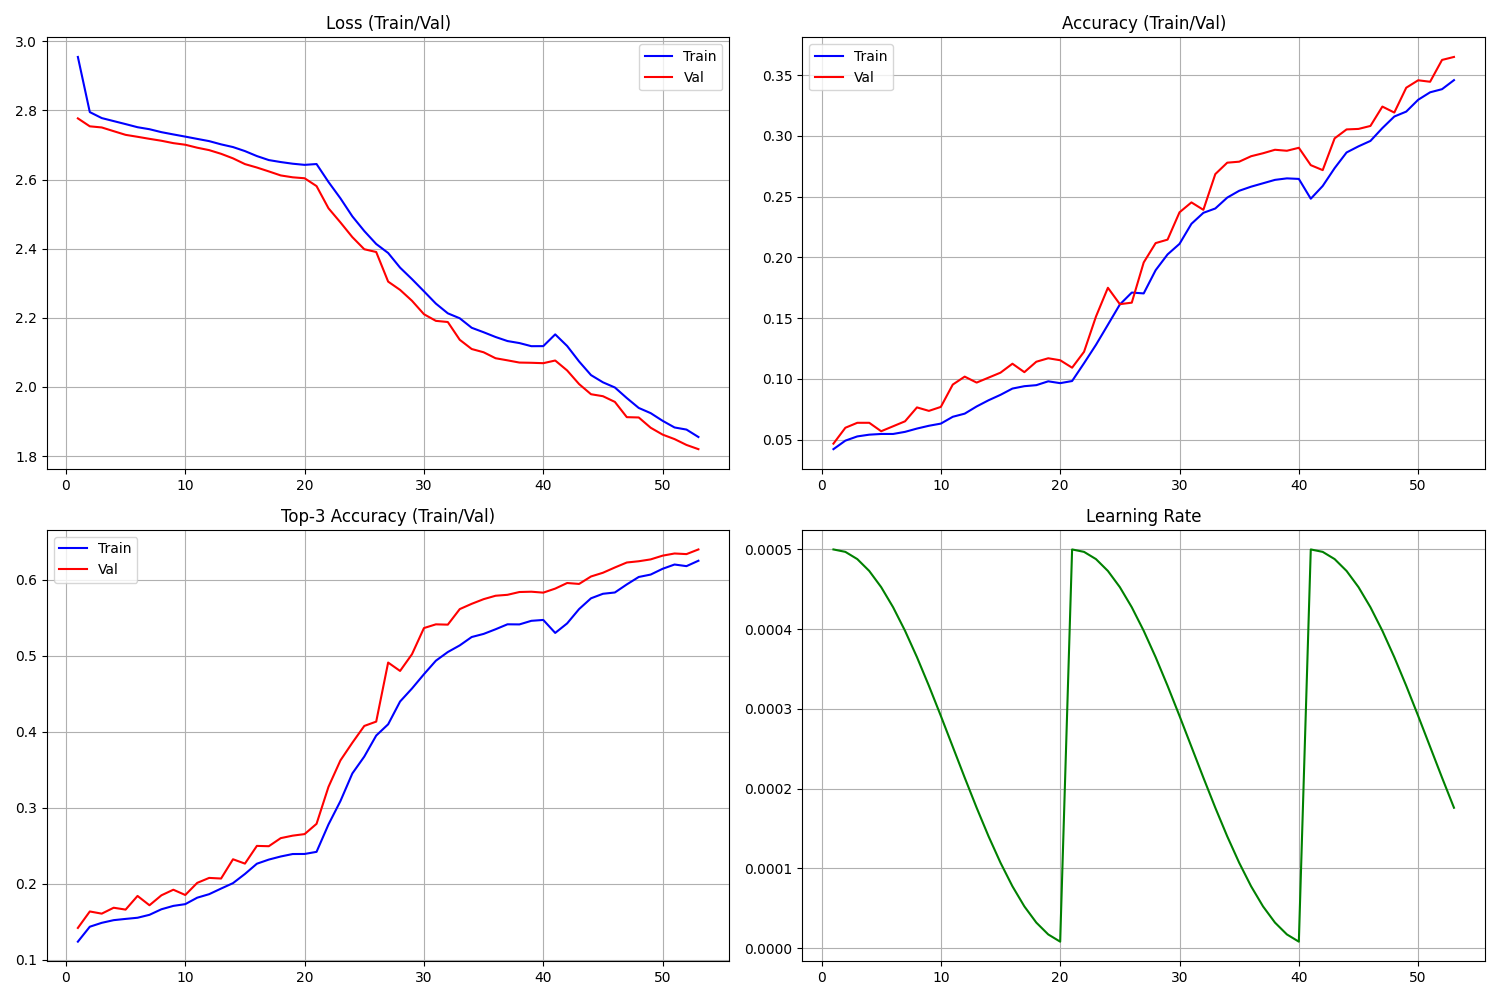 Loss (Train/Val)
3.0
2.8
2.6
2.4
2.2
2.0
1.8
0 10 20 30 40 50
Train
Val
Accuracy (Train/Val)
0.35
0.30
0.25
0.20
0.15
0.10
0.05
0 10 20 30 40 50
Train
Val
Top-3 Accuracy (Train/Val)
0.6
0.5
0.4
0.3
0.2
0.1
0 10 20 30 40 50
Train
Val
Learning Rate
0.0005
0.0004
0.0003
0.0002
0.0001
0.0000
0 10 20 30 40 50